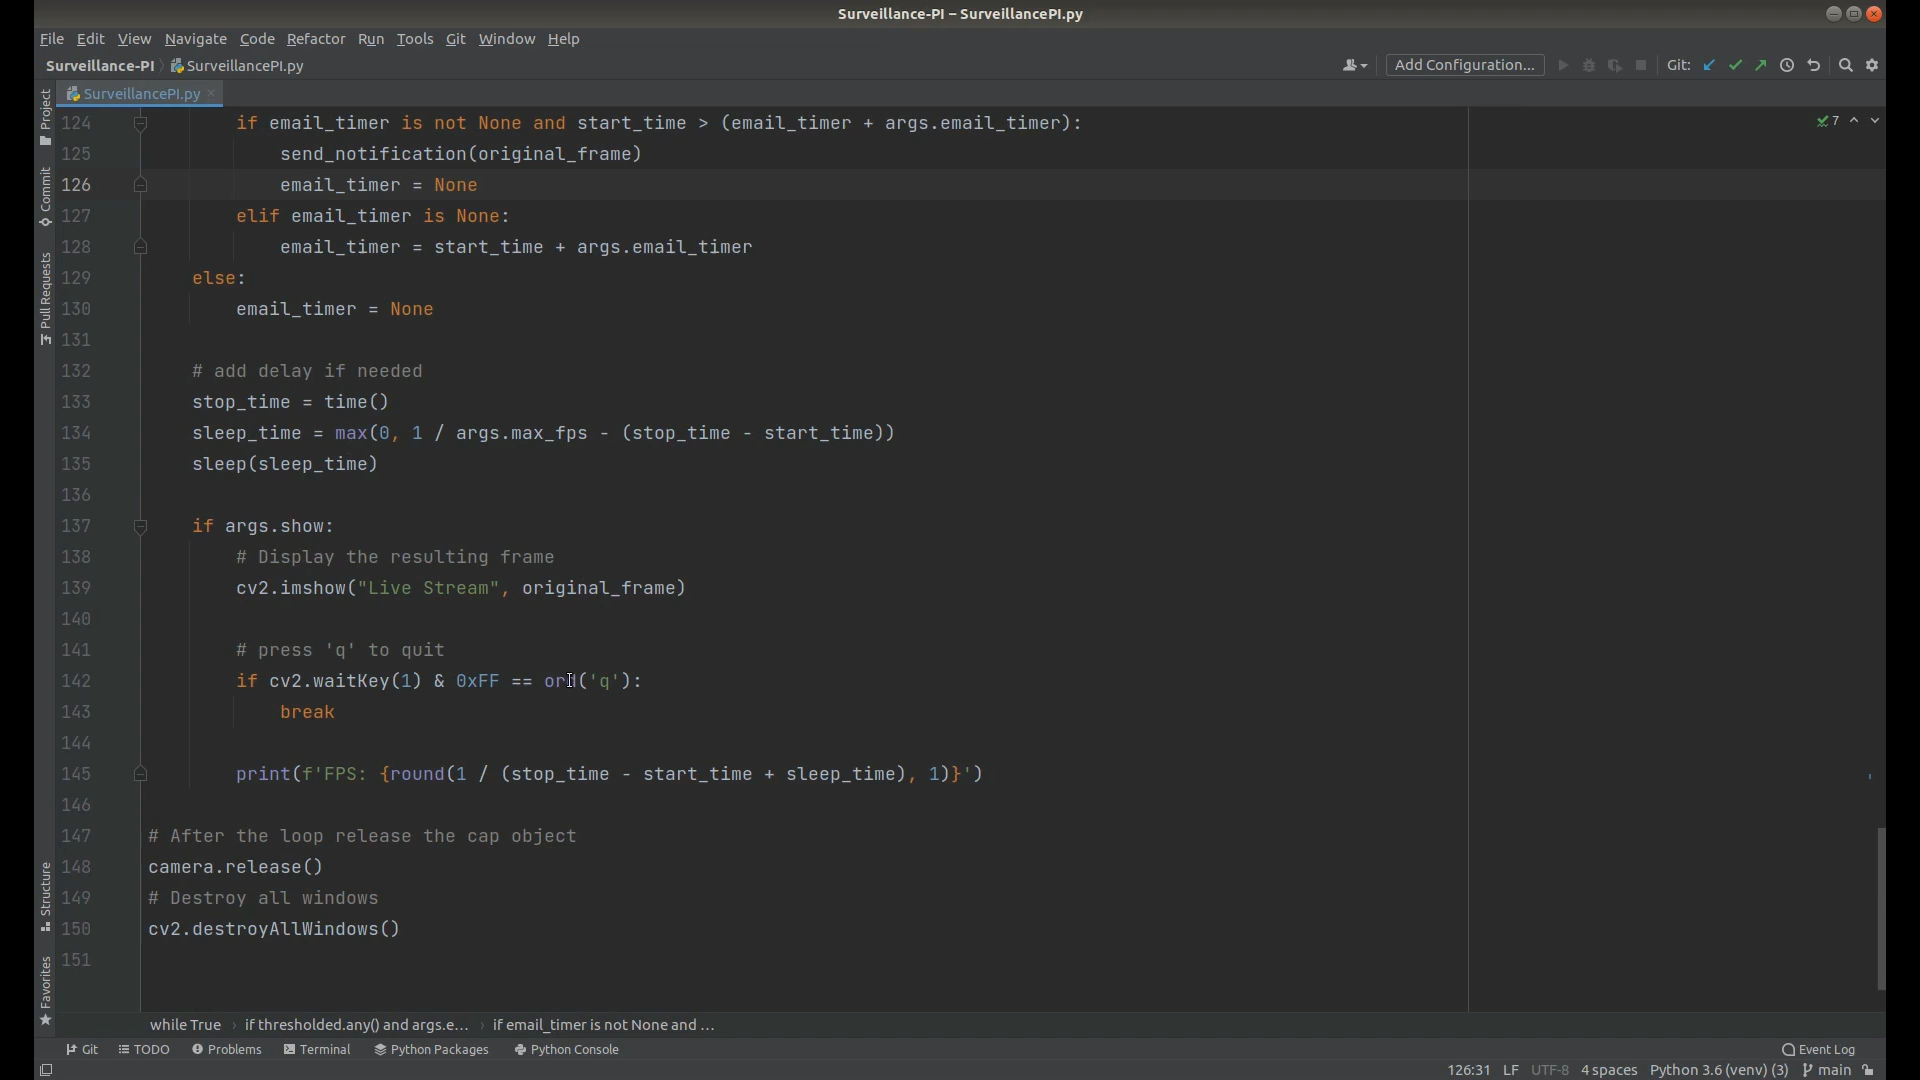 Surveillance-PI – SurveillancePI.py
File Edit View Navigate Code Refactor Run Tools Git Window Help
Surveillance-PI SurveillancePI.py Add Configuration... Git:
SurveillancePI.py
Project
Commit
Pull Requests
Structure
Favorites
7
124 if email_timer is not None and start_time > (email_timer + args.email_timer):
125 send_notification(original_frame)
126 email_timer = None
127 elif email_timer is None:
128 email_timer = start_time + args.email_timer
129 else:
130 email_timer = None
131
132 # add delay if needed
133 stop_time = time()
134 sleep_time = max(0, 1 / args.max_fps - (stop_time - start_time))
135 sleep(sleep_time)
136
137 if args.show:
138 # Display the resulting frame
139 cv2.imshow("Live Stream", original_frame)
140
141 # press 'q' to quit
142 if cv2.waitKey(1) & 0xFF == ord('q'):
143 break
144
145 print(f'FPS: {round(1 / (stop_time - start_time + sleep_time), 1)}')
146
147 # After the loop release the cap object
148 camera.release()
149 # Destroy all windows
150 cv2.destroyAllWindows()
151
while True if thresholded.any() and args.e... if email_timer is not None and ...
Git TODO Problems Terminal Python Packages Python Console Event Log
126:31 LF UTF-8 4 spaces Python 3.6 (venv) (3) main